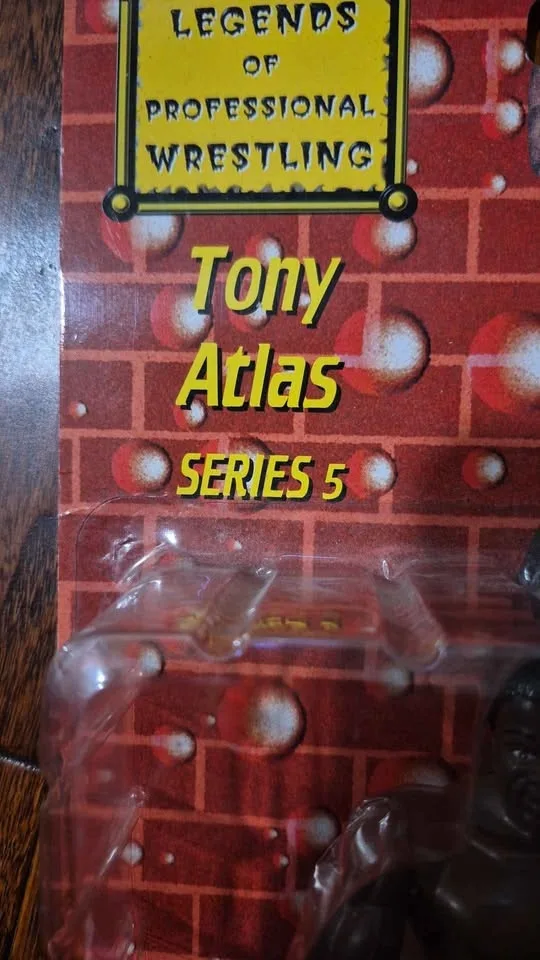 LEGENDS
OF
PROFESSIONAL
WRESTLING
Tony
Atlas
SERIES 5